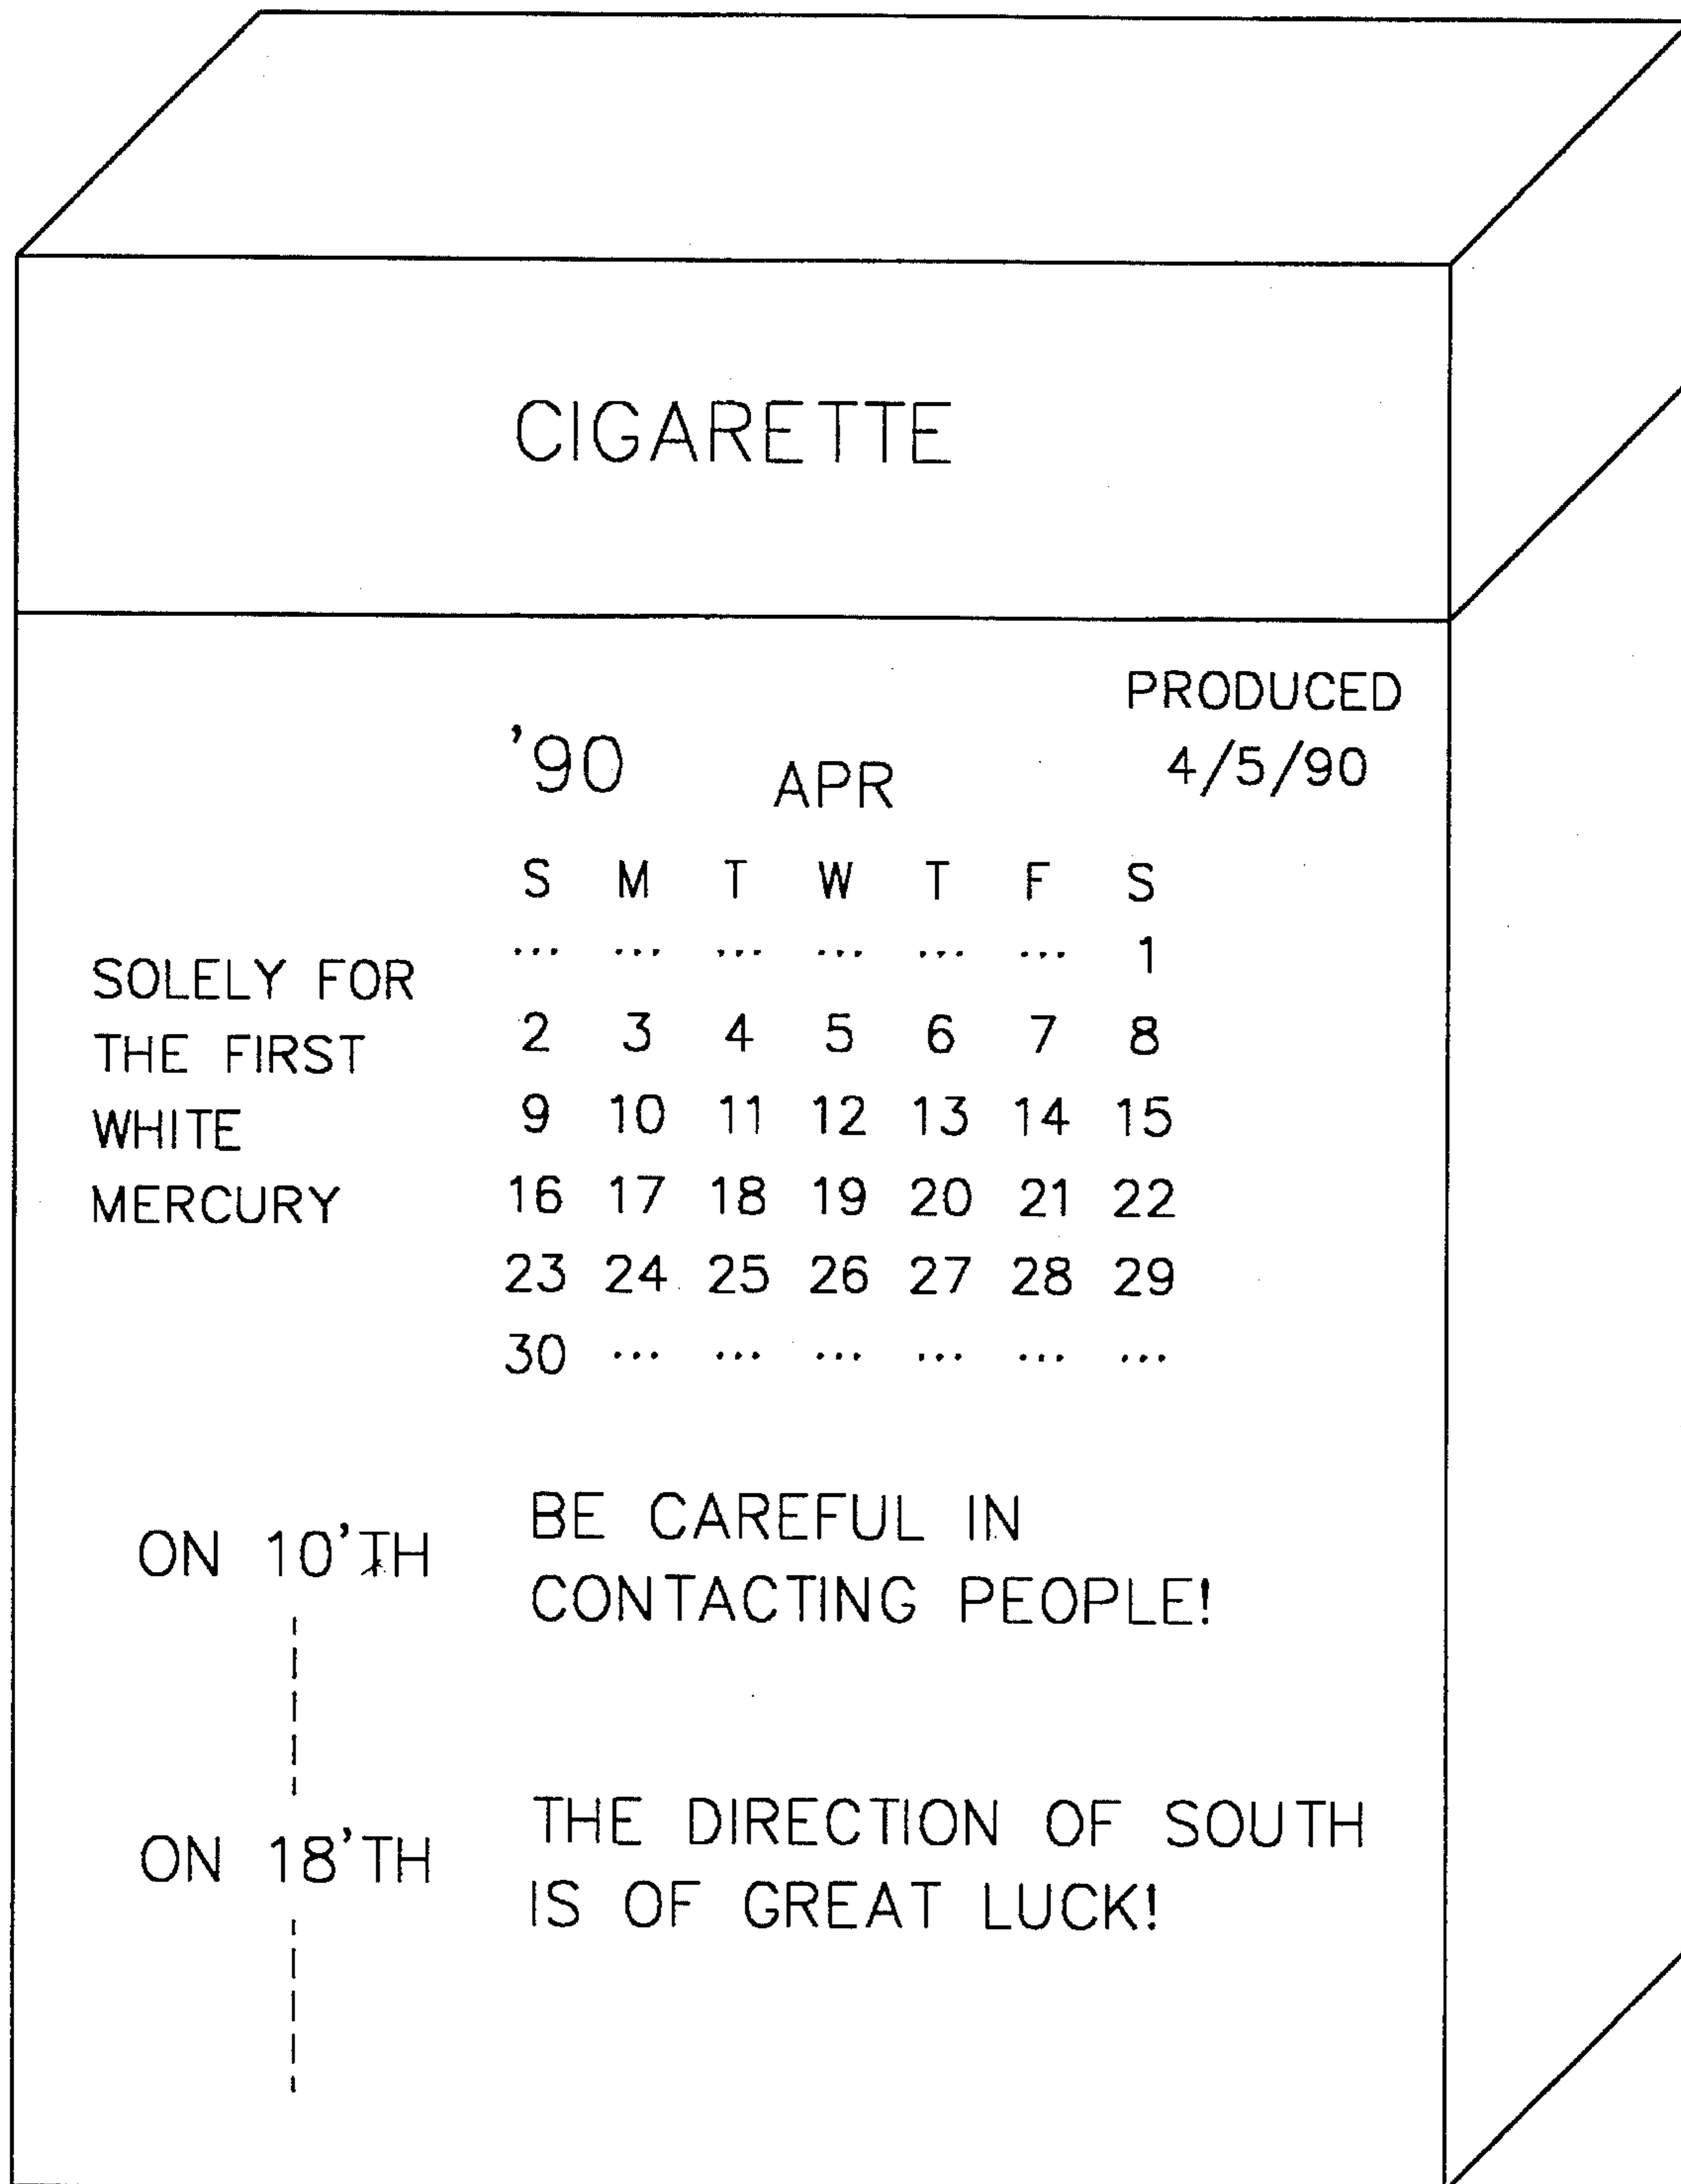 CIGARETTE
PRODUCED
4/5/90
'90 APR
S M T W T F S
... ... ... ... ... ... 1
2 3 4 5 6 7 8
9 10 11 12 13 14 15
16 17 18 19 20 21 22
23 24 25 26 27 28 29
30 ... ... ... ... ... ...
SOLELY FOR
THE FIRST
WHITE
MERCURY
ON 10'TH
BE CAREFUL IN
CONTACTING PEOPLE!
ON 18'TH
THE DIRECTION OF SOUTH
IS OF GREAT LUCK!